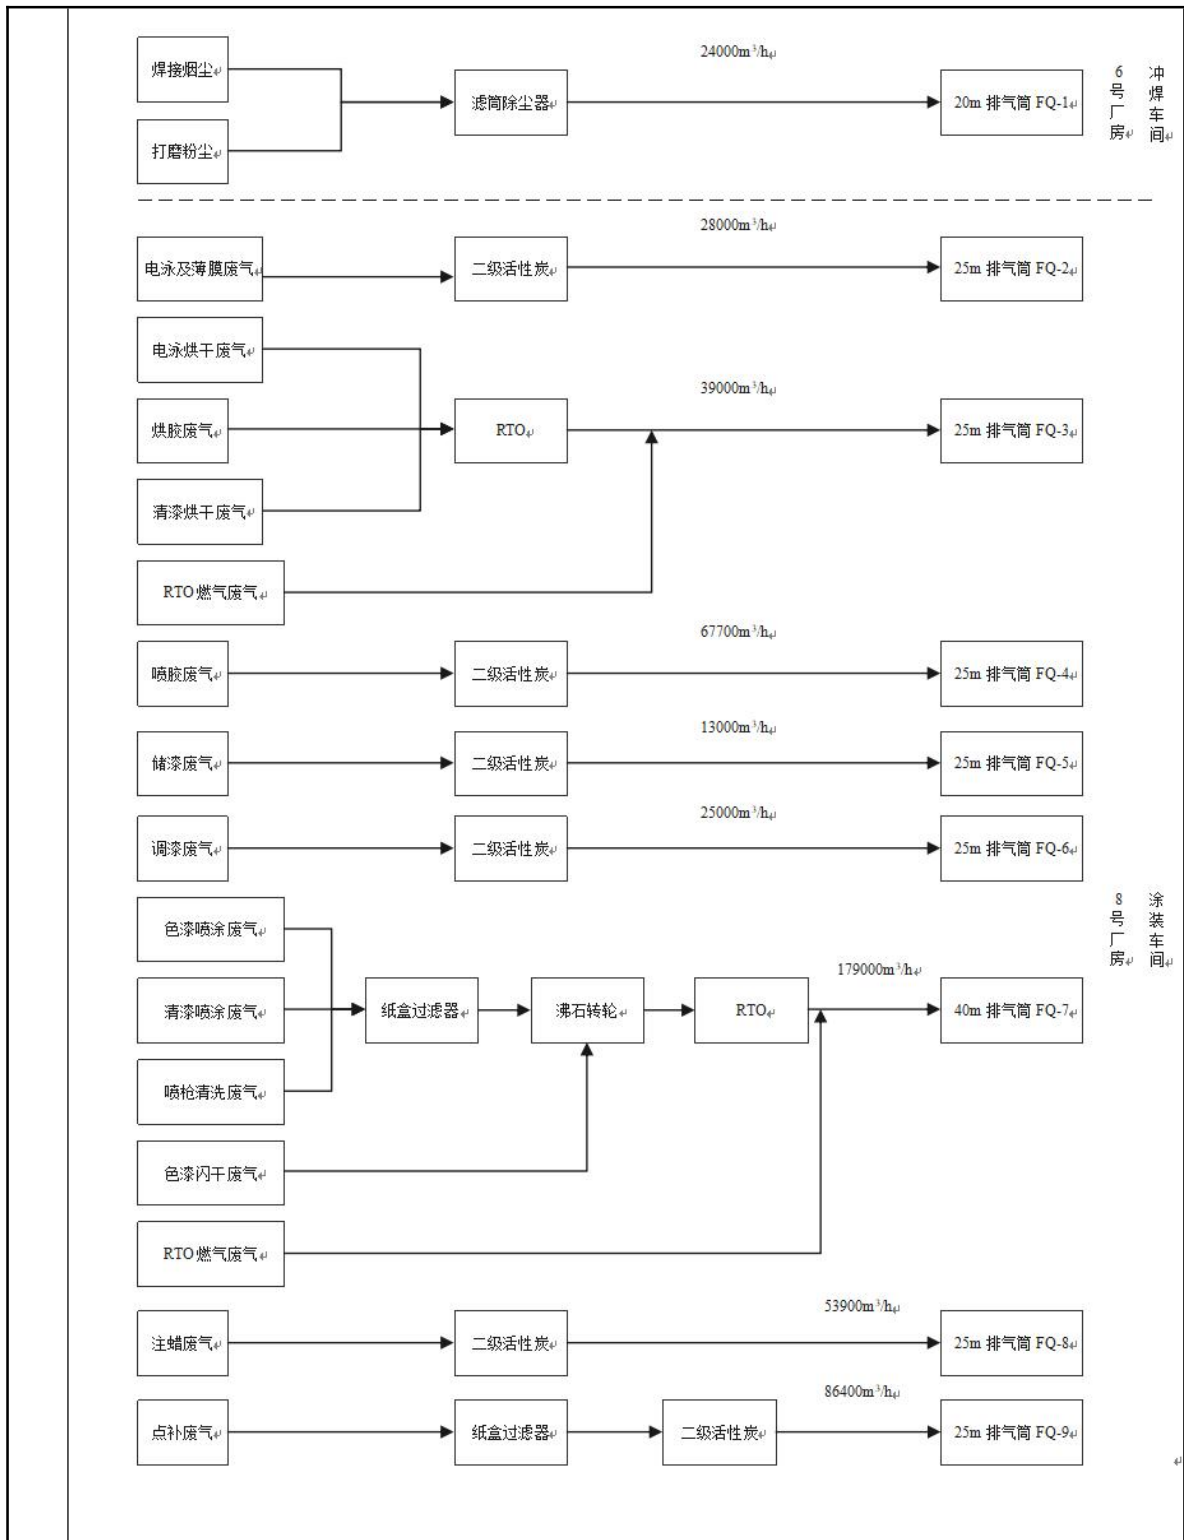 24000m³/h
焊接烟尘
滤筒除尘器
20m 排气筒 FQ-1
打磨粉尘
6号厂房
冲焊车间
28000m³/h
电泳及薄膜废气
二级活性炭
25m 排气筒 FQ-2
电泳烘干废气
39000m³/h
烘胶废气
RTO
25m 排气筒 FQ-3
清漆烘干废气
RTO 燃气废气
67700m³/h
喷胶废气
二级活性炭
25m 排气筒 FQ-4
13000m³/h
储漆废气
二级活性炭
25m 排气筒 FQ-5
25000m³/h
调漆废气
二级活性炭
25m 排气筒 FQ-6
8号厂房
涂装车间
色漆喷涂废气
179000m³/h
清漆喷涂废气
纸盒过滤器
沸石转轮
RTO
40m 排气筒 FQ-7
喷枪清洗废气
色漆闪干废气
RTO 燃气废气
53900m³/h
注蜡废气
二级活性炭
25m 排气筒 FQ-8
86400m³/h
点补废气
纸盒过滤器
二级活性炭
25m 排气筒 FQ-9